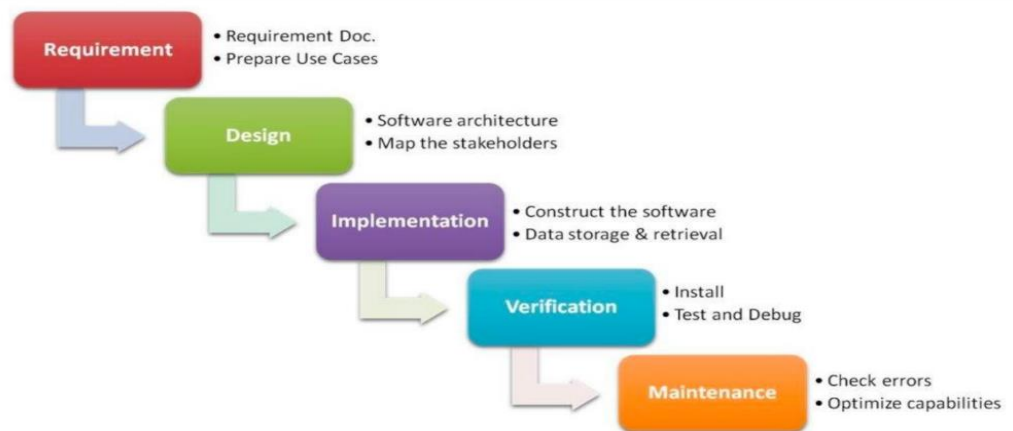 Requirement
• Requirement Doc.
• Prepare Use Cases
Design
• Software architecture
• Map the stakeholders
Implementation
• Construct the software
• Data storage & retrieval
Verification
• Install
• Test and Debug
Maintenance
• Check errors
• Optimize capabilities